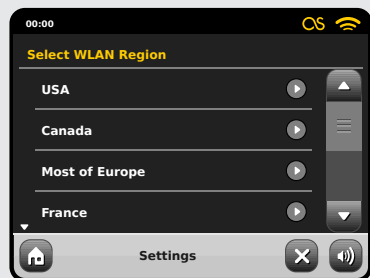 00:00
Select WLAN Region
USA
Canada
Most of Europe
France
Settings